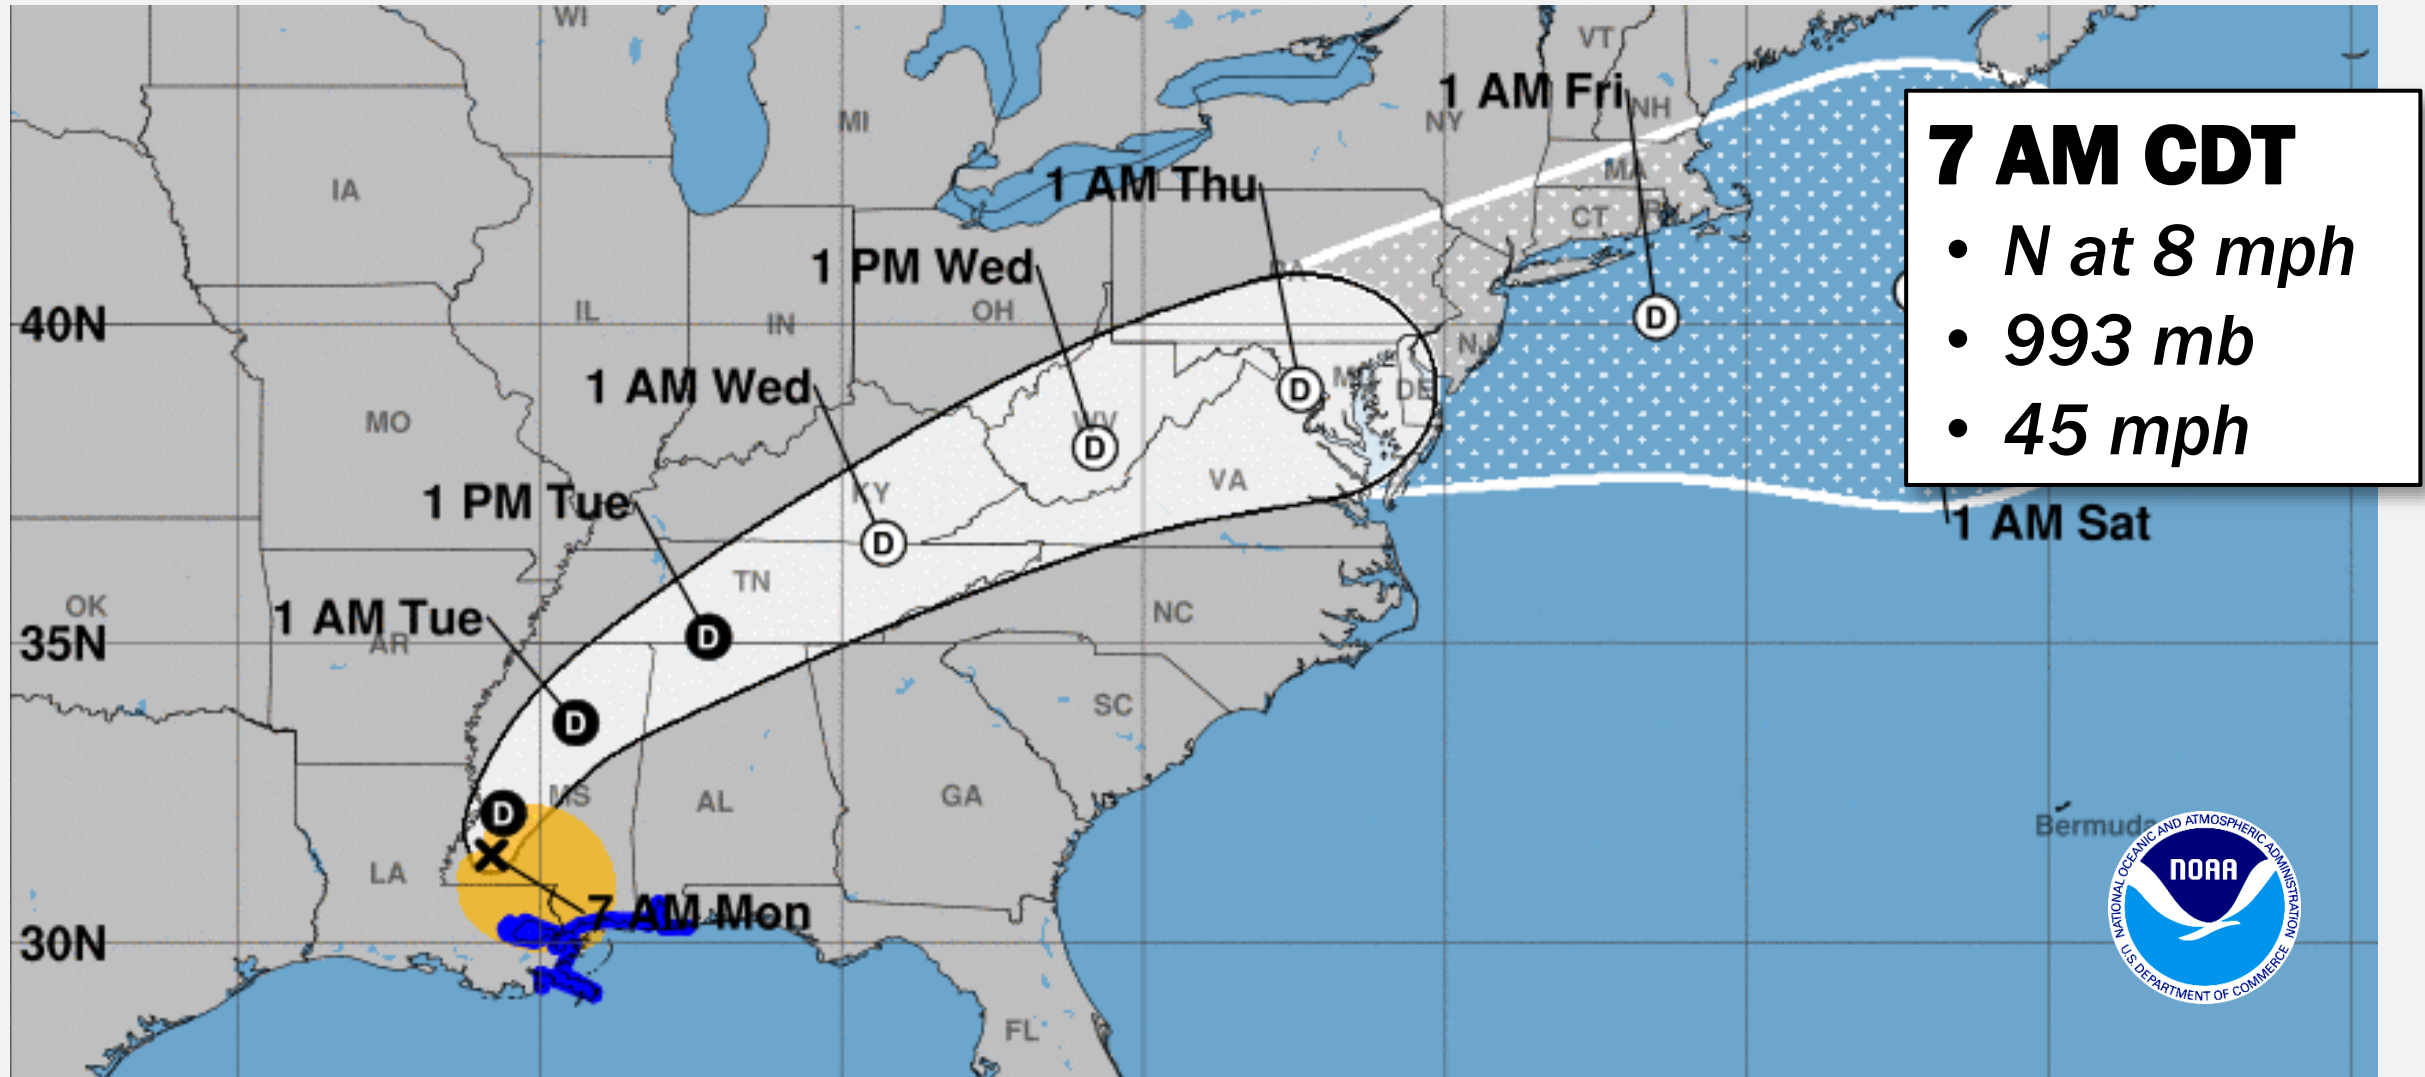 WI
VT
1 AM Fri
NH
MI
NY
7 AM CDT
• N at 8 mph
• 993 mb
• 45 mph
MA
IA
1 AM Thu
CT
RI
1 PM Wed
PA
IL
IN
OH
40N
NJ
1 AM Wed
MD
DE
MO
WV
KY
VA
1 PM Tue
1 AM Sat
TN
OK
1 AM Tue
AR
NC
35N
SC
MS
AL
GA
Bermuda
LA
7 AM Mon
30N
FL
D
D
D
D
D
D
D
NATIONAL OCEANIC AND ATMOSPHERIC ADMINISTRATION
NOAA
U.S. DEPARTMENT OF COMMERCE